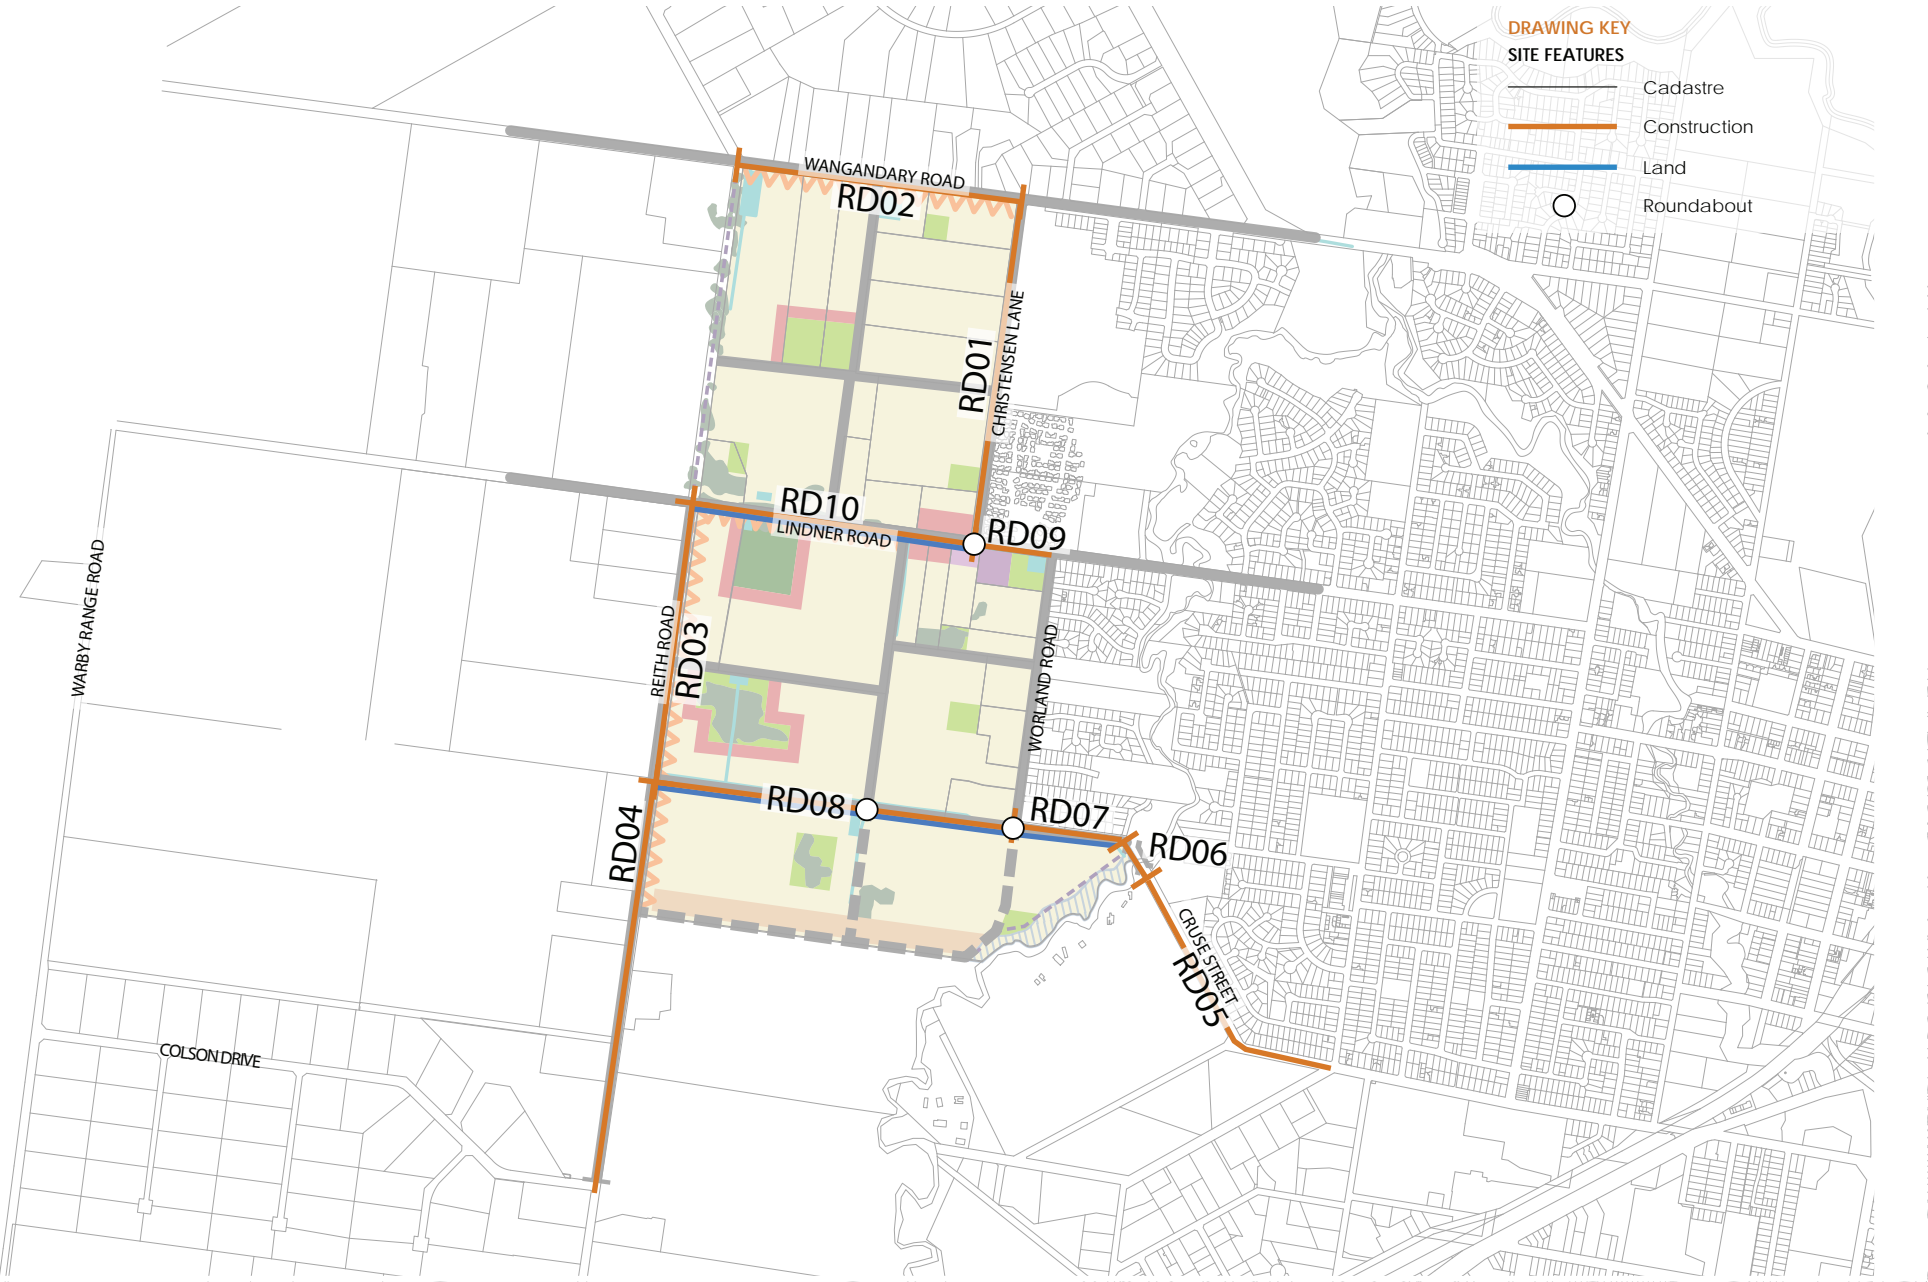 DRAWING KEY
SITE FEATURES
Cadastre
Construction
Land
Roundabout
WANGANDARY ROAD
RD02
RD01
CHRISTENSEN LANE
RD10
LINDNER ROAD
RD09
WARBY RANGE ROAD
REITH ROAD
RD03
WORLAND ROAD
RD08
RD07
RD04
RD06
CRUSE STREET
RD05
COLSON DRIVE